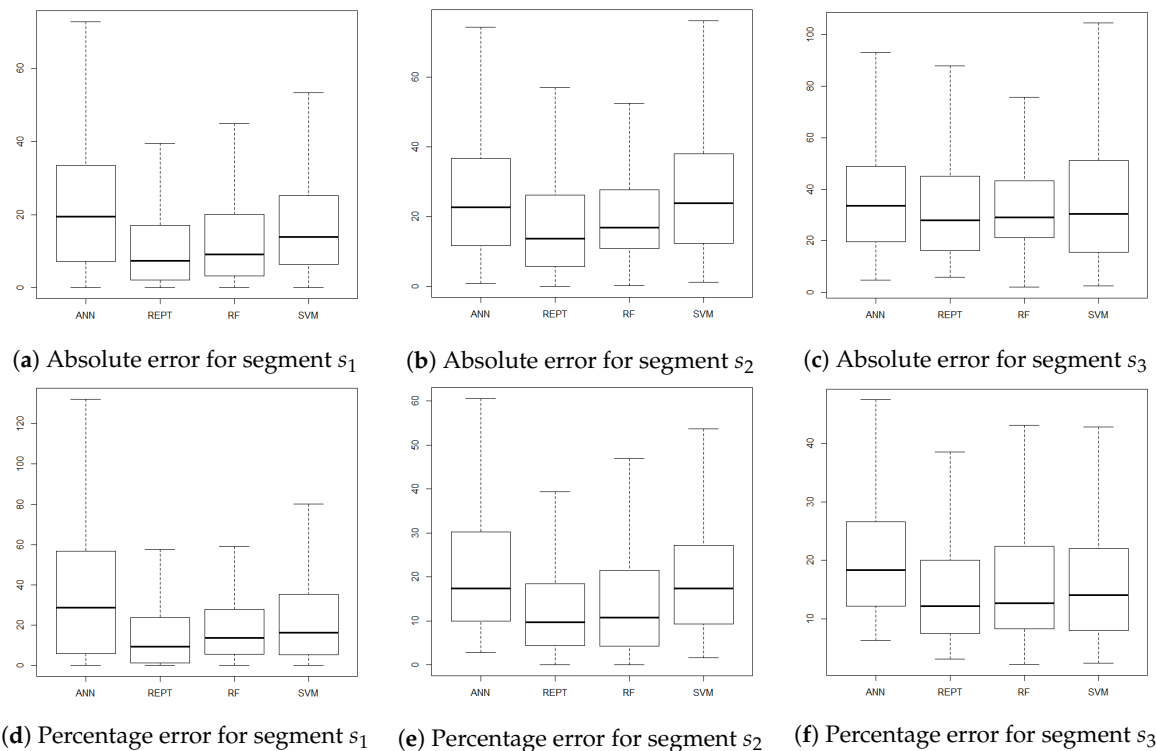 60
40
20
0
ANN REPT RF SVM
60
40
20
0
ANN REPT RF SVM
100
80
60
40
20
0
ANN REPT RF SVM
(a) Absolute error for segment s1
(b) Absolute error for segment s2
(c) Absolute error for segment s3
120
100
80
60
40
20
0
ANN REPT RF SVM
60
50
40
30
20
10
0
ANN REPT RF SVM
40
30
20
10
ANN REPT RF SVM
(d) Percentage error for segment s1
(e) Percentage error for segment s2
(f) Percentage error for segment s3